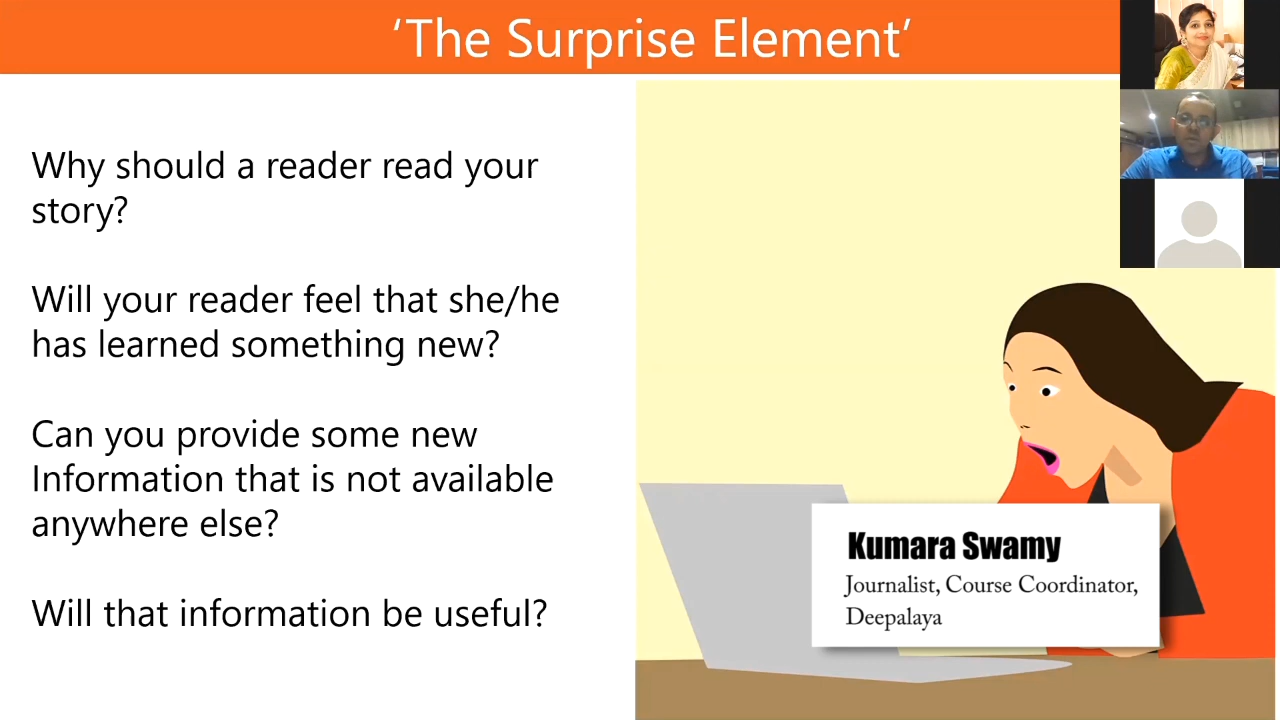 ‘The Surprise Element’
Why should a reader read your
story?
Will your reader feel that she/he
has learned something new?
Can you provide some new
Information that is not available
anywhere else?
Will that information be useful?
Kumara Swamy
Journalist, Course Coordinator,
Deepalaya